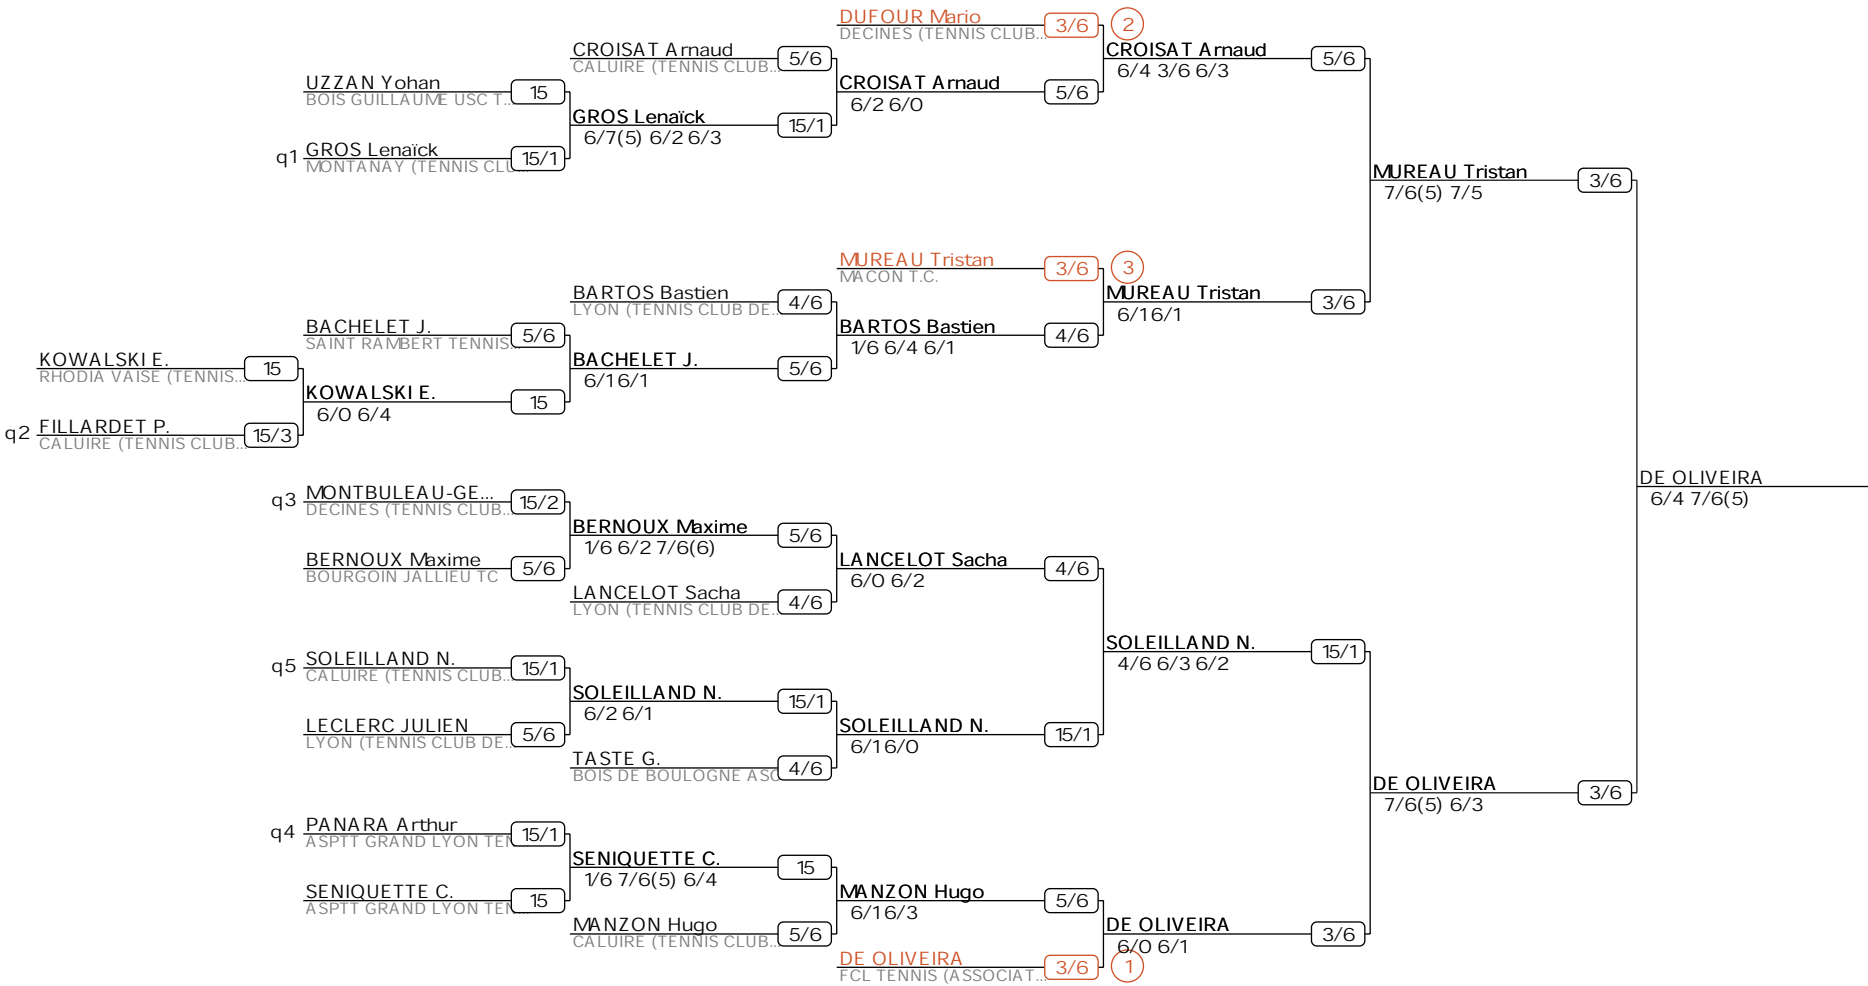 DUFOUR Mario 3/6 2
DECINES (TENNIS CLUB...
CROISAT Arnaud 5/6
CALUIRE (TENNIS CLUB...
CROISAT Arnaud 5/6
6/4 3/6 6/3
UZZAN Yohan 15
BOIS GUILLAUME USC T...
CROISAT Arnaud 5/6
6/2 6/0
GROS Lenaïck 15/1
6/7(5) 6/2 6/3
q1 GROS Lenaïck 15/1
MONTANAY (TENNIS CLU...
MUREAU Tristan 3/6
7/6(5) 7/5
MUREAU Tristan 3/6 3
MACON T.C.
BARTOS Bastien 4/6
LYON (TENNIS CLUB DE...
MUREAU Tristan 3/6
6/1 6/1
BACHELET J. 5/6
SAINT RAMBERT TENNIS...
BARTOS Bastien 4/6
1/6 6/4 6/1
KOWALSKI E. 15
RHODIA VAISE (TENNIS...
BACHELET J. 5/6
6/1 6/1
KOWALSKI E. 15
6/0 6/4
q2 FILLARDET P. 15/3
CALUIRE (TENNIS CLUB...
DE OLIVEIRA
6/4 7/6(5)
q3 MONTBULEAU-GE... 15/2
DECINES (TENNIS CLUB...
BERNOUX Maxime 5/6
1/6 6/2 7/6(6)
BERNOUX Maxime 5/6
BOURGOIN JALLIEU TC
LANCELOT Sacha 4/6
6/0 6/2
LANCELOT Sacha 4/6
LYON (TENNIS CLUB DE...
SOLEILLAND N. 15/1
4/6 6/3 6/2
q5 SOLEILLAND N. 15/1
CALUIRE (TENNIS CLUB...
SOLEILLAND N. 15/1
6/2 6/1
LECLERC JULIEN 5/6
LYON (TENNIS CLUB DE...
SOLEILLAND N. 15/1
6/1 6/0
TASTE G. 4/6
BOIS DE BOULOGNE ASC
DE OLIVEIRA 3/6
7/6(5) 6/3
q4 PANARA Arthur 15/1
ASPTT GRAND LYON TEN...
SENIQUETTE C. 15
1/6 7/6(5) 6/4
SENIQUETTE C. 15
ASPTT GRAND LYON TEN...
MANZON Hugo 5/6
6/1 6/3
MANZON Hugo 5/6
CALUIRE (TENNIS CLUB...
DE OLIVEIRA 3/6
6/0 6/1
DE OLIVEIRA 3/6 1
FCL TENNIS (ASSOCIAT...